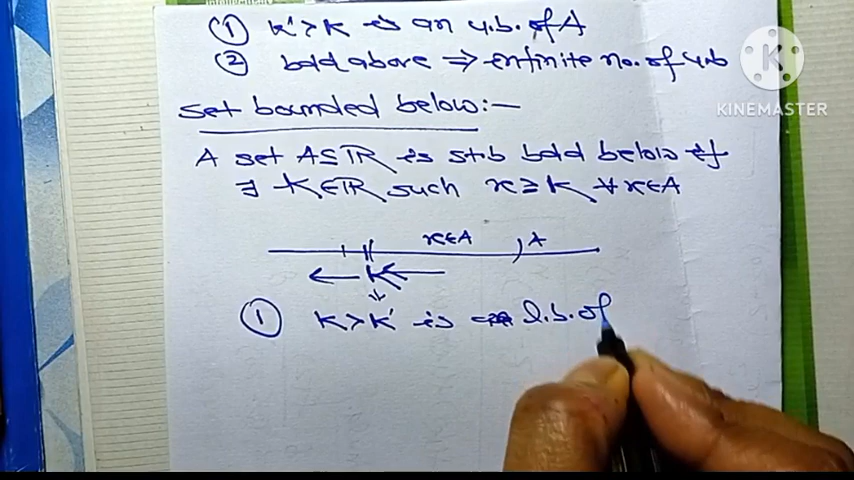 ① K'>K is an u.b. of A
② bdd above ⇒ infinite no. of u.b
KINEMASTER
Set bounded below:—
A set A⊆ℝ is s.t.b bdd below if
∃ K∈ℝ such x≥K ∀ x∈A
x∈A A
K
① K>K' is l.b. of